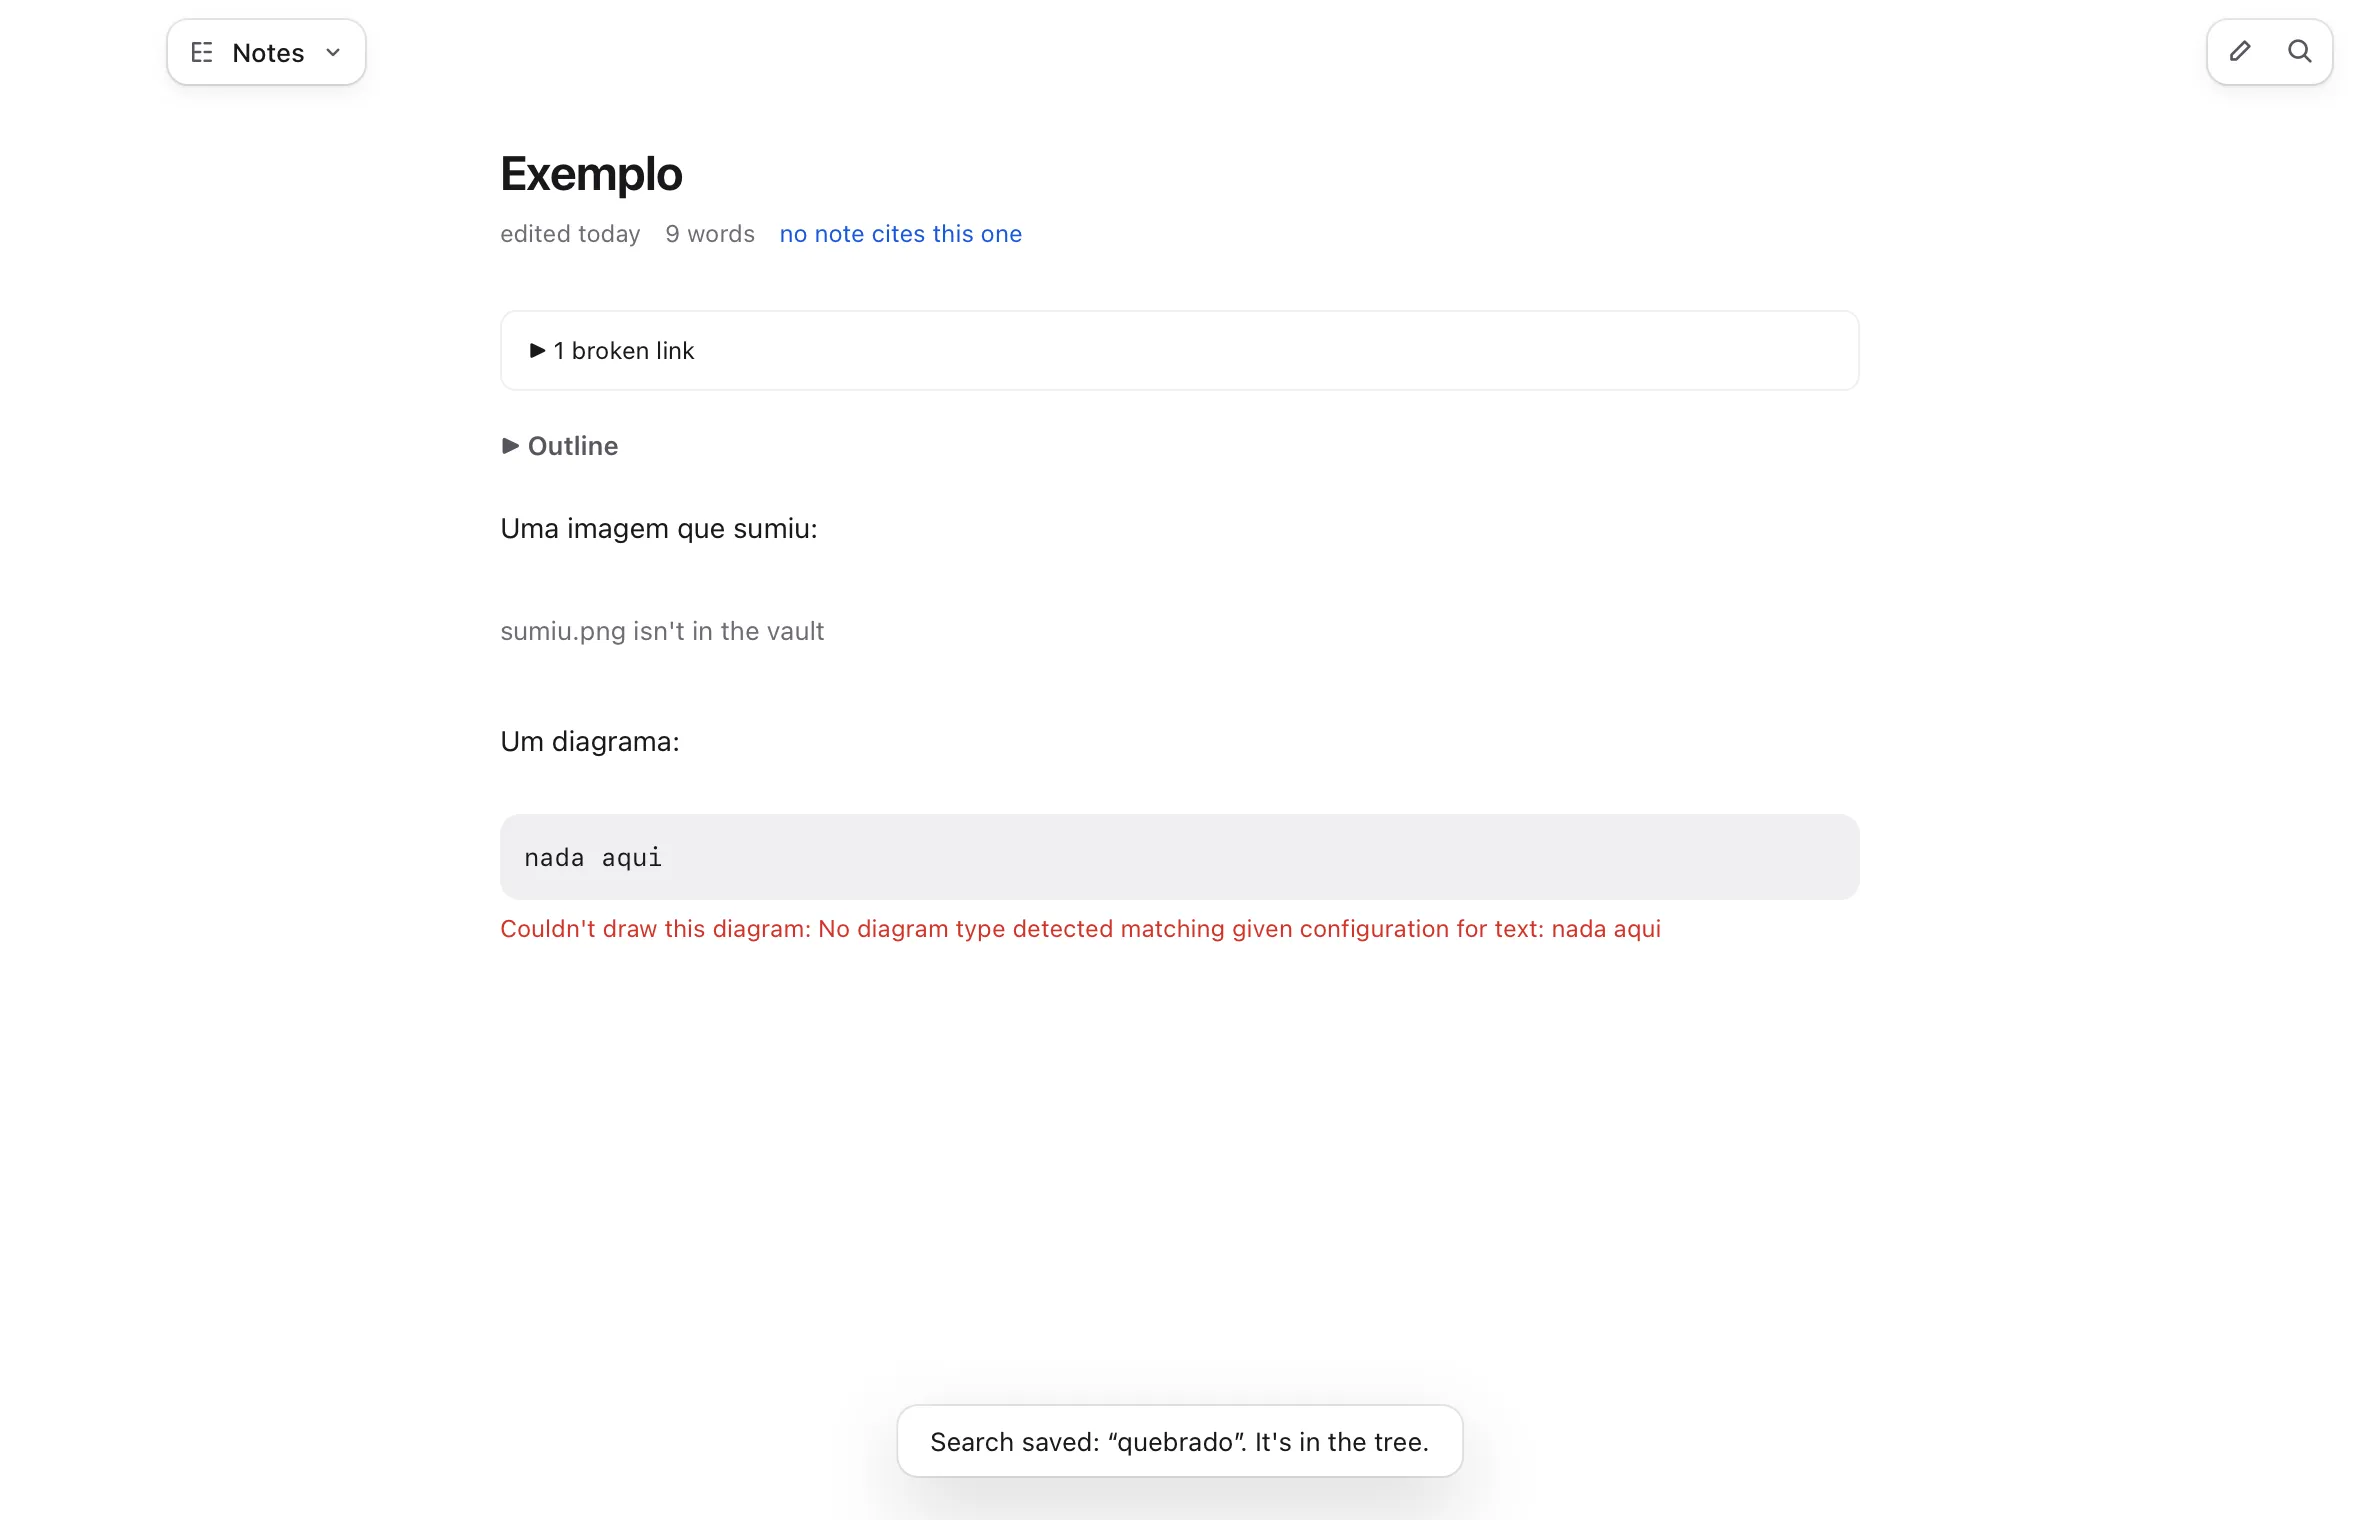 Notes
Exemplo
edited today 9 words no note cites this one
1 broken link
Outline
Uma imagem que sumiu:
sumiu.png isn't in the vault
Um diagrama:
nada aqui
Couldn't draw this diagram: No diagram type detected matching given configuration for text: nada aqui
Search saved: “quebrado”. It's in the tree.